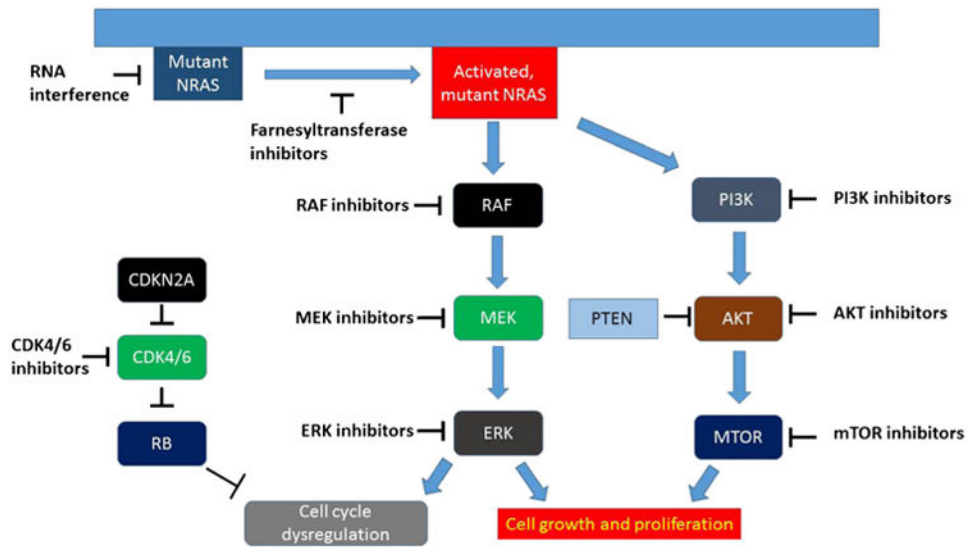 RNA
interference
Mutant
NRAS
Activated,
mutant NRAS
Farnesyltransferase
inhibitors
RAF inhibitors
RAF
PI3K
PI3K inhibitors
CDKN2A
MEK inhibitors
MEK
PTEN
AKT
AKT inhibitors
CDK4/6
inhibitors
CDK4/6
ERK inhibitors
ERK
MTOR
mTOR inhibitors
RB
Cell cycle
dysregulation
Cell growth and proliferation